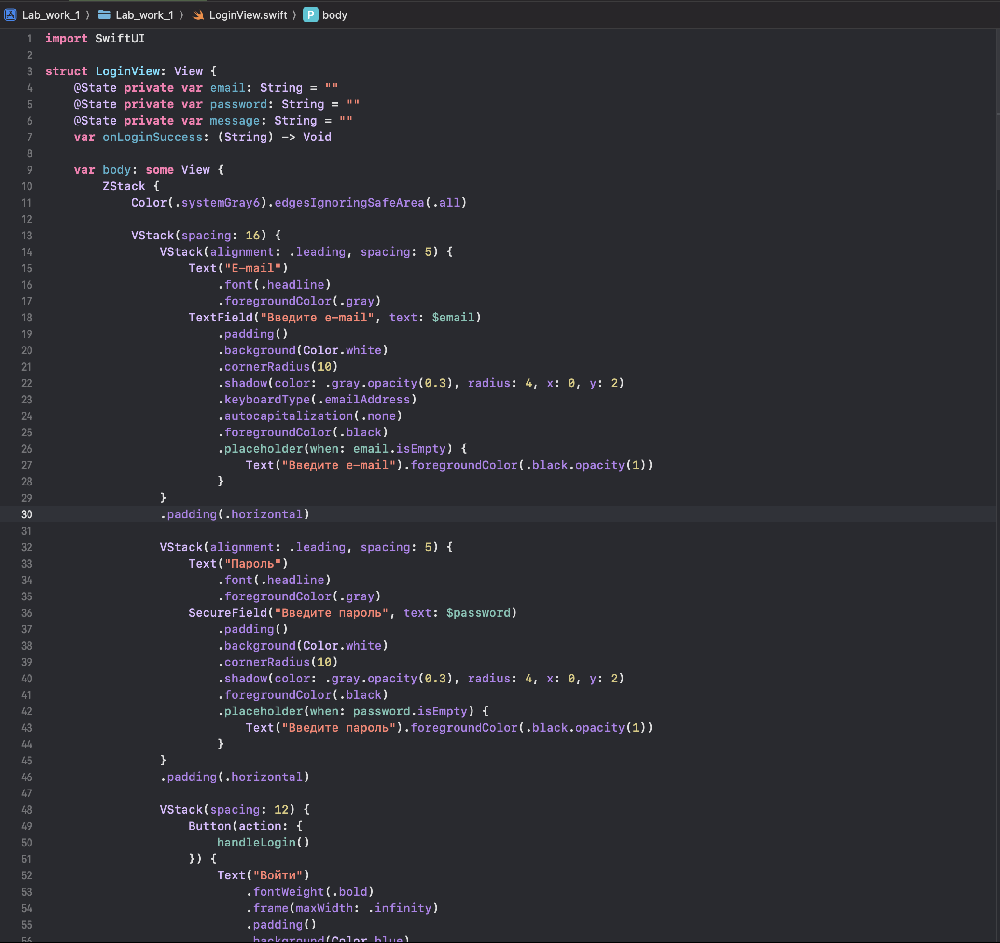 Lab_work_1 〉 Lab_work_1 〉 LoginView.swift 〉 P body
1 import SwiftUI
2
3 struct LoginView: View {
4     @State private var email: String = ""
5     @State private var password: String = ""
6     @State private var message: String = ""
7     var onLoginSuccess: (String) -> Void
8
9     var body: some View {
10         ZStack {
11             Color(.systemGray6).edgesIgnoringSafeArea(.all)
12
13             VStack(spacing: 16) {
14                 VStack(alignment: .leading, spacing: 5) {
15                     Text("E-mail")
16                         .font(.headline)
17                         .foregroundColor(.gray)
18                     TextField("Введите e-mail", text: $email)
19                         .padding()
20                         .background(Color.white)
21                         .cornerRadius(10)
22                         .shadow(color: .gray.opacity(0.3), radius: 4, x: 0, y: 2)
23                         .keyboardType(.emailAddress)
24                         .autocapitalization(.none)
25                         .foregroundColor(.black)
26                         .placeholder(when: email.isEmpty) {
27                             Text("Введите e-mail").foregroundColor(.black.opacity(1))
28                         }
29                 }
30                 .padding(.horizontal)
31
32                 VStack(alignment: .leading, spacing: 5) {
33                     Text("Пароль")
34                         .font(.headline)
35                         .foregroundColor(.gray)
36                     SecureField("Введите пароль", text: $password)
37                         .padding()
38                         .background(Color.white)
39                         .cornerRadius(10)
40                         .shadow(color: .gray.opacity(0.3), radius: 4, x: 0, y: 2)
41                         .foregroundColor(.black)
42                         .placeholder(when: password.isEmpty) {
43                             Text("Введите пароль").foregroundColor(.black.opacity(1))
44                         }
45                 }
46                 .padding(.horizontal)
47
48                 VStack(spacing: 12) {
49                     Button(action: {
50                         handleLogin()
51                     }) {
52                         Text("Войти")
53                             .fontWeight(.bold)
54                             .frame(maxWidth: .infinity)
55                             .padding()
56                             .background(Color.blue)